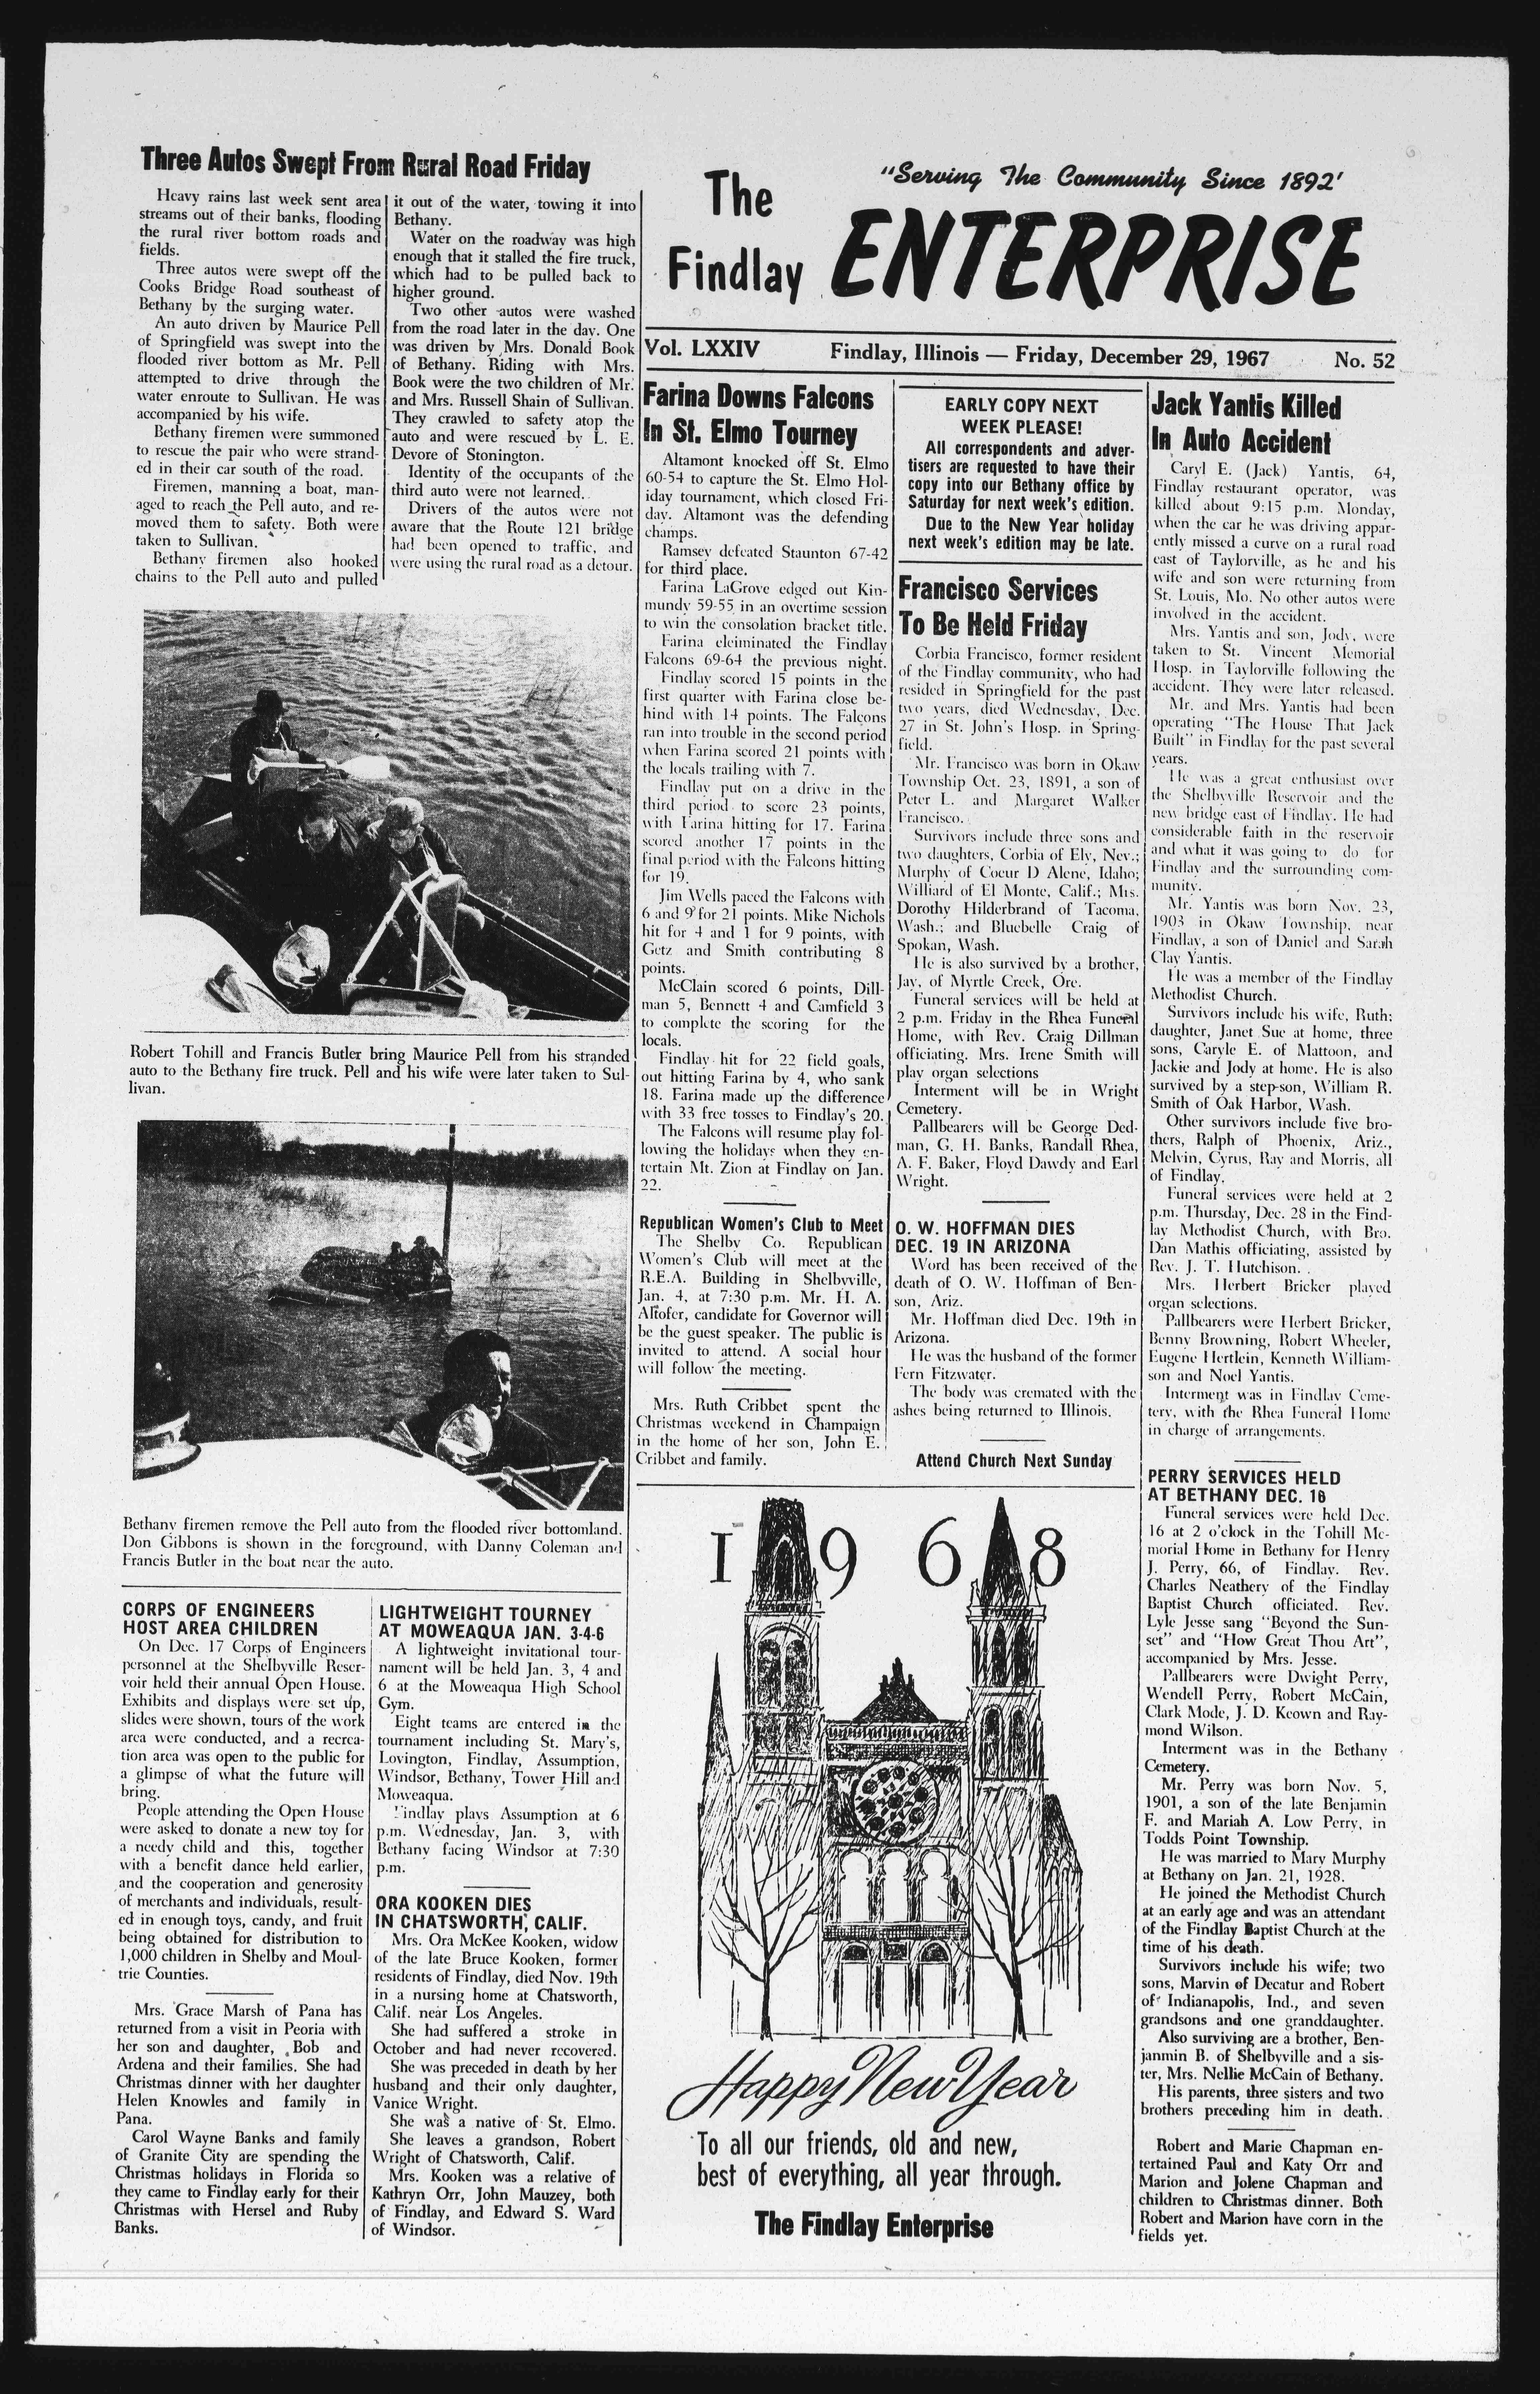 Three Autos Swept From Rural Road Friday
Heavy rains last week sent area
streams out of their banks, flooding
the rural river bottom roads and
fields.
Three autos were swept off the
Cooks Bridge Road southeast of
Bethany by the surging water.
An auto driven by Maurice Pell
of Springfield was swept into the
flooded river bottom as Mr. Pell
attempted to drive through the
water enroute to Sullivan. He was
accompanied by his wife.
Bethany firemen were summoned
to rescue the pair who were strand-
ed in their car south of the road.
Firemen, manning a boat, man-
aged to reach the Pell auto, and re-
moved them to safety. Both were
taken to Sullivan.
Bethany firemen also hooked
chains to the Pell auto and pulled
it out of the water, towing it into
Bethany.
Water on the roadway was high
enough that it stalled the fire truck,
which had to be pulled back to
higher ground.
Two other autos were washed
from the road later in the day. One
was driven by Mrs. Donald Book
of Bethany. Riding with Mrs.
Book were the two children of Mr.
and Mrs. Russell Shain of Sullivan.
They crawled to safety atop the
auto and were rescued by L. E.
Devore of Stonington.
Identity of the occupants of the
third auto were not learned.
Drivers of the autos were not
aware that the Route 121 bridge
had been opened to traffic, and
were using the rural road as a detour.
Robert Tohill and Francis Butler bring Maurice Pell from his stranded
auto to the Bethany fire truck. Pell and his wife were later taken to Sul-
livan.
Bethany firemen remove the Pell auto from the flooded river bottomland.
Don Gibbons is shown in the foreground, with Danny Coleman and
Francis Butler in the boat near the auto.
CORPS OF ENGINEERS
HOST AREA CHILDREN
On Dec. 17 Corps of Engineers
personnel at the Shelbyville Reser-
voir held their annual Open House.
Exhibits and displays were set up,
slides were shown, tours of the work
area were conducted, and a recrea-
tion area was open to the public for
a glimpse of what the future will
bring.
People attending the Open House
were asked to donate a new toy for
a needy child and this, together
with a benefit dance held earlier,
and the cooperation and generosity
of merchants and individuals, result-
ed in enough toys, candy, and fruit
being obtained for distribution to
1,000 children in Shelby and Moul-
trie Counties.
Mrs. Grace Marsh of Pana has
returned from a visit in Peoria with
her son and daughter, Bob and
Ardena and their families. She had
Christmas dinner with her daughter
Helen Knowles and family in
Pana.
Carol Wayne Banks and family
of Granite City are spending the
Christmas holidays in Florida so
they came to Findlay early for their
Christmas with Hersel and Ruby
Banks.
LIGHTWEIGHT TOURNEY
AT MOWEAQUA JAN. 3-4-6
A lightweight invitational tour-
nament will be held Jan. 3, 4 and
6 at the Moweaqua High School
Gym.
Eight teams are entered in the
tournament including St. Mary's,
Lovington, Findlay, Assumption,
Windsor, Bethany, Tower Hill and
Moweaqua.
Findlay plays Assumption at 6
p.m. Wednesday, Jan. 3, with
Bethany facing Windsor at 7:30
p.m.
ORA KOOKEN DIES
IN CHATSWORTH, CALIF.
Mrs. Ora McKee Kooken, widow
of the late Bruce Kooken, former
residents of Findlay, died Nov. 19th
in a nursing home at Chatsworth,
Calif. near Los Angeles.
She had suffered a stroke in
October and had never recovered.
She was preceded in death by her
husband and their only daughter,
Vanice Wright.
She was a native of St. Elmo.
She leaves a grandson, Robert
Wright of Chatsworth, Calif.
Mrs. Kooken was a relative of
Kathryn Orr, John Mauzey, both
of Findlay, and Edward S. Ward
of Windsor.
"Serving The Community Since 1892'
The
Findlay
ENTERPRISE
Vol. LXXIV Findlay, Illinois — Friday, December 29, 1967 No. 52
Farina Downs Falcons
In St. Elmo Tourney
Altamont knocked off St. Elmo
60-54 to capture the St. Elmo Hol-
iday tournament, which closed Fri-
day. Altamont was the defending
champs.
Ramsey defeated Staunton 67-42
for third place.
Farina LaGrove edged out Kin-
mundy 59-55 in an overtime session
to win the consolation bracket title.
Farina eleiminated the Findlay
Falcons 69-64 the previous night.
Findlay scored 15 points in the
first quarter with Farina close be-
hind with 14 points. The Falcons
ran into trouble in the second period
when Farina scored 21 points with
the locals trailing with 7.
Findlay put on a drive in the
third period to score 23 points,
with Farina hitting for 17. Farina
scored another 17 points in the
final period with the Falcons hitting
for 19.
Jim Wells paced the Falcons with
6 and 9 for 21 points. Mike Nichols
hit for 4 and 1 for 9 points, with
Getz and Smith contributing 8
points.
McClain scored 6 points, Dill-
man 5, Bennett 4 and Camfield 3
to complete the scoring for the
locals.
Findlay hit for 22 field goals,
out hitting Farina by 4, who sank
18. Farina made up the difference
with 33 free tosses to Findlay's 20.
The Falcons will resume play fol-
lowing the holidays when they en-
tertain Mt. Zion at Findlay on Jan.
22.
Republican Women's Club to Meet
The Shelby Co. Republican
Women's Club will meet at the
R.E.A. Building in Shelbyville,
Jan. 4, at 7:30 p.m. Mr. H. A.
Altofer, candidate for Governor will
be the guest speaker. The public is
invited to attend. A social hour
will follow the meeting.
Mrs. Ruth Cribbet spent the
Christmas weekend in Champaign
in the home of her son, John E.
Cribbet and family.
EARLY COPY NEXT
WEEK PLEASE!
All correspondents and adver-
tisers are requested to have their
copy into our Bethany office by
Saturday for next week's edition.
Due to the New Year holiday
next week's edition may be late.
Francisco Services
To Be Held Friday
Corbia Francisco, former resident
of the Findlay community, who had
resided in Springfield for the past
two years, died Wednesday, Dec.
27 in St. John's Hosp. in Spring-
field.
Mr. Francisco was born in Okaw
Township Oct. 23, 1891, a son of
Peter L. and Margaret Walker
Francisco.
Survivors include three sons and
two daughters, Corbia of Ely, Nev.;
Murphy of Coeur D Alene, Idaho;
Williard of El Monte, Calif.; Mrs.
Dorothy Hilderbrand of Tacoma,
Wash.; and Bluebelle Craig of
Spokan, Wash.
He is also survived by a brother,
Jay, of Myrtle Creek, Ore.
Funeral services will be held at
2 p.m. Friday in the Rhea Funeral
Home, with Rev. Craig Dillman
officiating. Mrs. Irene Smith will
play organ selections
Interment will be in Wright
Cemetery.
Pallbearers will be George Ded-
man, G. H. Banks, Randall Rhea,
A. F. Baker, Floyd Dawdy and Earl
Wright.
O. W. HOFFMAN DIES
DEC. 19 IN ARIZONA
Word has been received of the
death of O. W. Hoffman of Ben-
son, Ariz.
Mr. Hoffman died Dec. 19th in
Arizona.
He was the husband of the former
Fern Fitzwater.
The body was cremated with the
ashes being returned to Illinois.
Attend Church Next Sunday
1968
Happy New Year
To all our friends, old and new,
best of everything, all year through.
The Findlay Enterprise
Jack Yantis Killed
In Auto Accident
Caryl E. (Jack) Yantis, 64,
Findlay restaurant operator, was
killed about 9:15 p.m. Monday,
when the car he was driving appar-
ently missed a curve on a rural road
east of Taylorville, as he and his
wife and son were returning from
St. Louis, Mo. No other autos were
involved in the accident.
Mrs. Yantis and son, Jody, were
taken to St. Vincent Memorial
Hosp. in Taylorville following the
accident. They were later released.
Mr. and Mrs. Yantis had been
operating "The House That Jack
Built" in Findlay for the past several
years.
He was a great enthusiast over
the Shelbyville Reservoir and the
new bridge east of Findlay. He had
considerable faith in the reservoir
and what it was going to do for
Findlay and the surrounding com-
munity.
Mr. Yantis was born Nov. 23,
1903 in Okaw Township, near
Findlay, a son of Daniel and Sarah
Clay Yantis.
He was a member of the Findlay
Methodist Church.
Survivors include his wife, Ruth;
daughter, Janet Sue at home, three
sons, Caryle E. of Mattoon, and
Jackie and Jody at home. He is also
survived by a step-son, William R.
Smith of Oak Harbor, Wash.
Other survivors include five bro-
thers, Ralph of Phoenix, Ariz.,
Melvin, Cyrus, Ray and Morris, all
of Findlay.
Funeral services were held at 2
p.m. Thursday, Dec. 28 in the Find-
lay Methodist Church, with Bro.
Dan Mathis officiating, assisted by
Rev. J. T. Hutchison.
Mrs. Herbert Bricker played
organ selections.
Pallbearers were Herbert Bricker,
Benny Browning, Robert Wheeler,
Eugene Hertlein, Kenneth William-
son and Noel Yantis.
Interment was in Findlay Ceme-
tery, with the Rhea Funeral Home
in charge of arrangements.
PERRY SERVICES HELD
AT BETHANY DEC. 16
Funeral services were held Dec.
16 at 2 o'clock in the Tohill Me-
morial Home in Bethany for Henry
J. Perry, 66, of Findlay. Rev.
Charles Neathery of the Findlay
Baptist Church officiated. Rev.
Lyle Jesse sang "Beyond the Sun-
set" and "How Great Thou Art",
accompanied by Mrs. Jesse.
Pallbearers were Dwight Perry,
Wendell Perry, Robert McCain,
Clark Mode, J. D. Keown and Ray-
mond Wilson.
Interment was in the Bethany
Cemetery.
Mr. Perry was born Nov. 5,
1901, a son of the late Benjamin
F. and Mariah A. Low Perry, in
Todds Point Township.
He was married to Mary Murphy
at Bethany on Jan. 21, 1928.
He joined the Methodist Church
at an early age and was an attendant
of the Findlay Baptist Church at the
time of his death.
Survivors include his wife; two
sons, Marvin of Decatur and Robert
of Indianapolis, Ind., and seven
grandsons and one granddaughter.
Also surviving are a brother, Ben-
janmin B. of Shelbyville and a sis-
ter, Mrs. Nellie McCain of Bethany.
His parents, three sisters and two
brothers preceding him in death.
Robert and Marie Chapman en-
tertained Paul and Katy Orr and
Marion and Jolene Chapman and
children to Christmas dinner. Both
Robert and Marion have corn in the
fields yet.